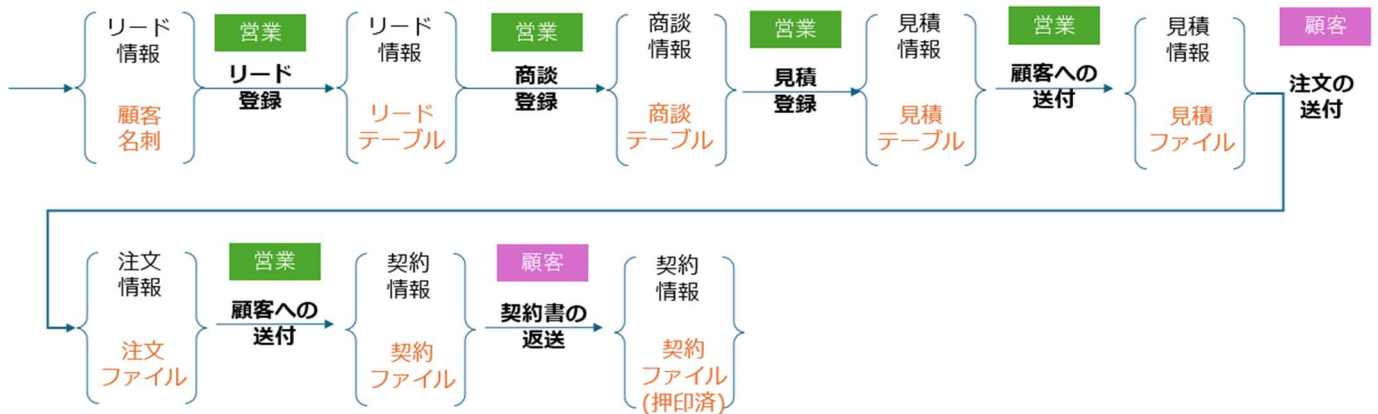 リード
情報
顧客
名刺
営業
リード
登録
リード
情報
リード
テーブル
営業
商談
登録
商談
情報
商談
テーブル
営業
見積
登録
見積
情報
見積
テーブル
営業
顧客への
送付
見積
情報
見積
ファイル
顧客
注文の
送付
注文
情報
注文
ファイル
営業
顧客への
送付
契約
情報
契約
ファイル
顧客
契約書の
返送
契約
情報
契約
ファイル
(押印済)